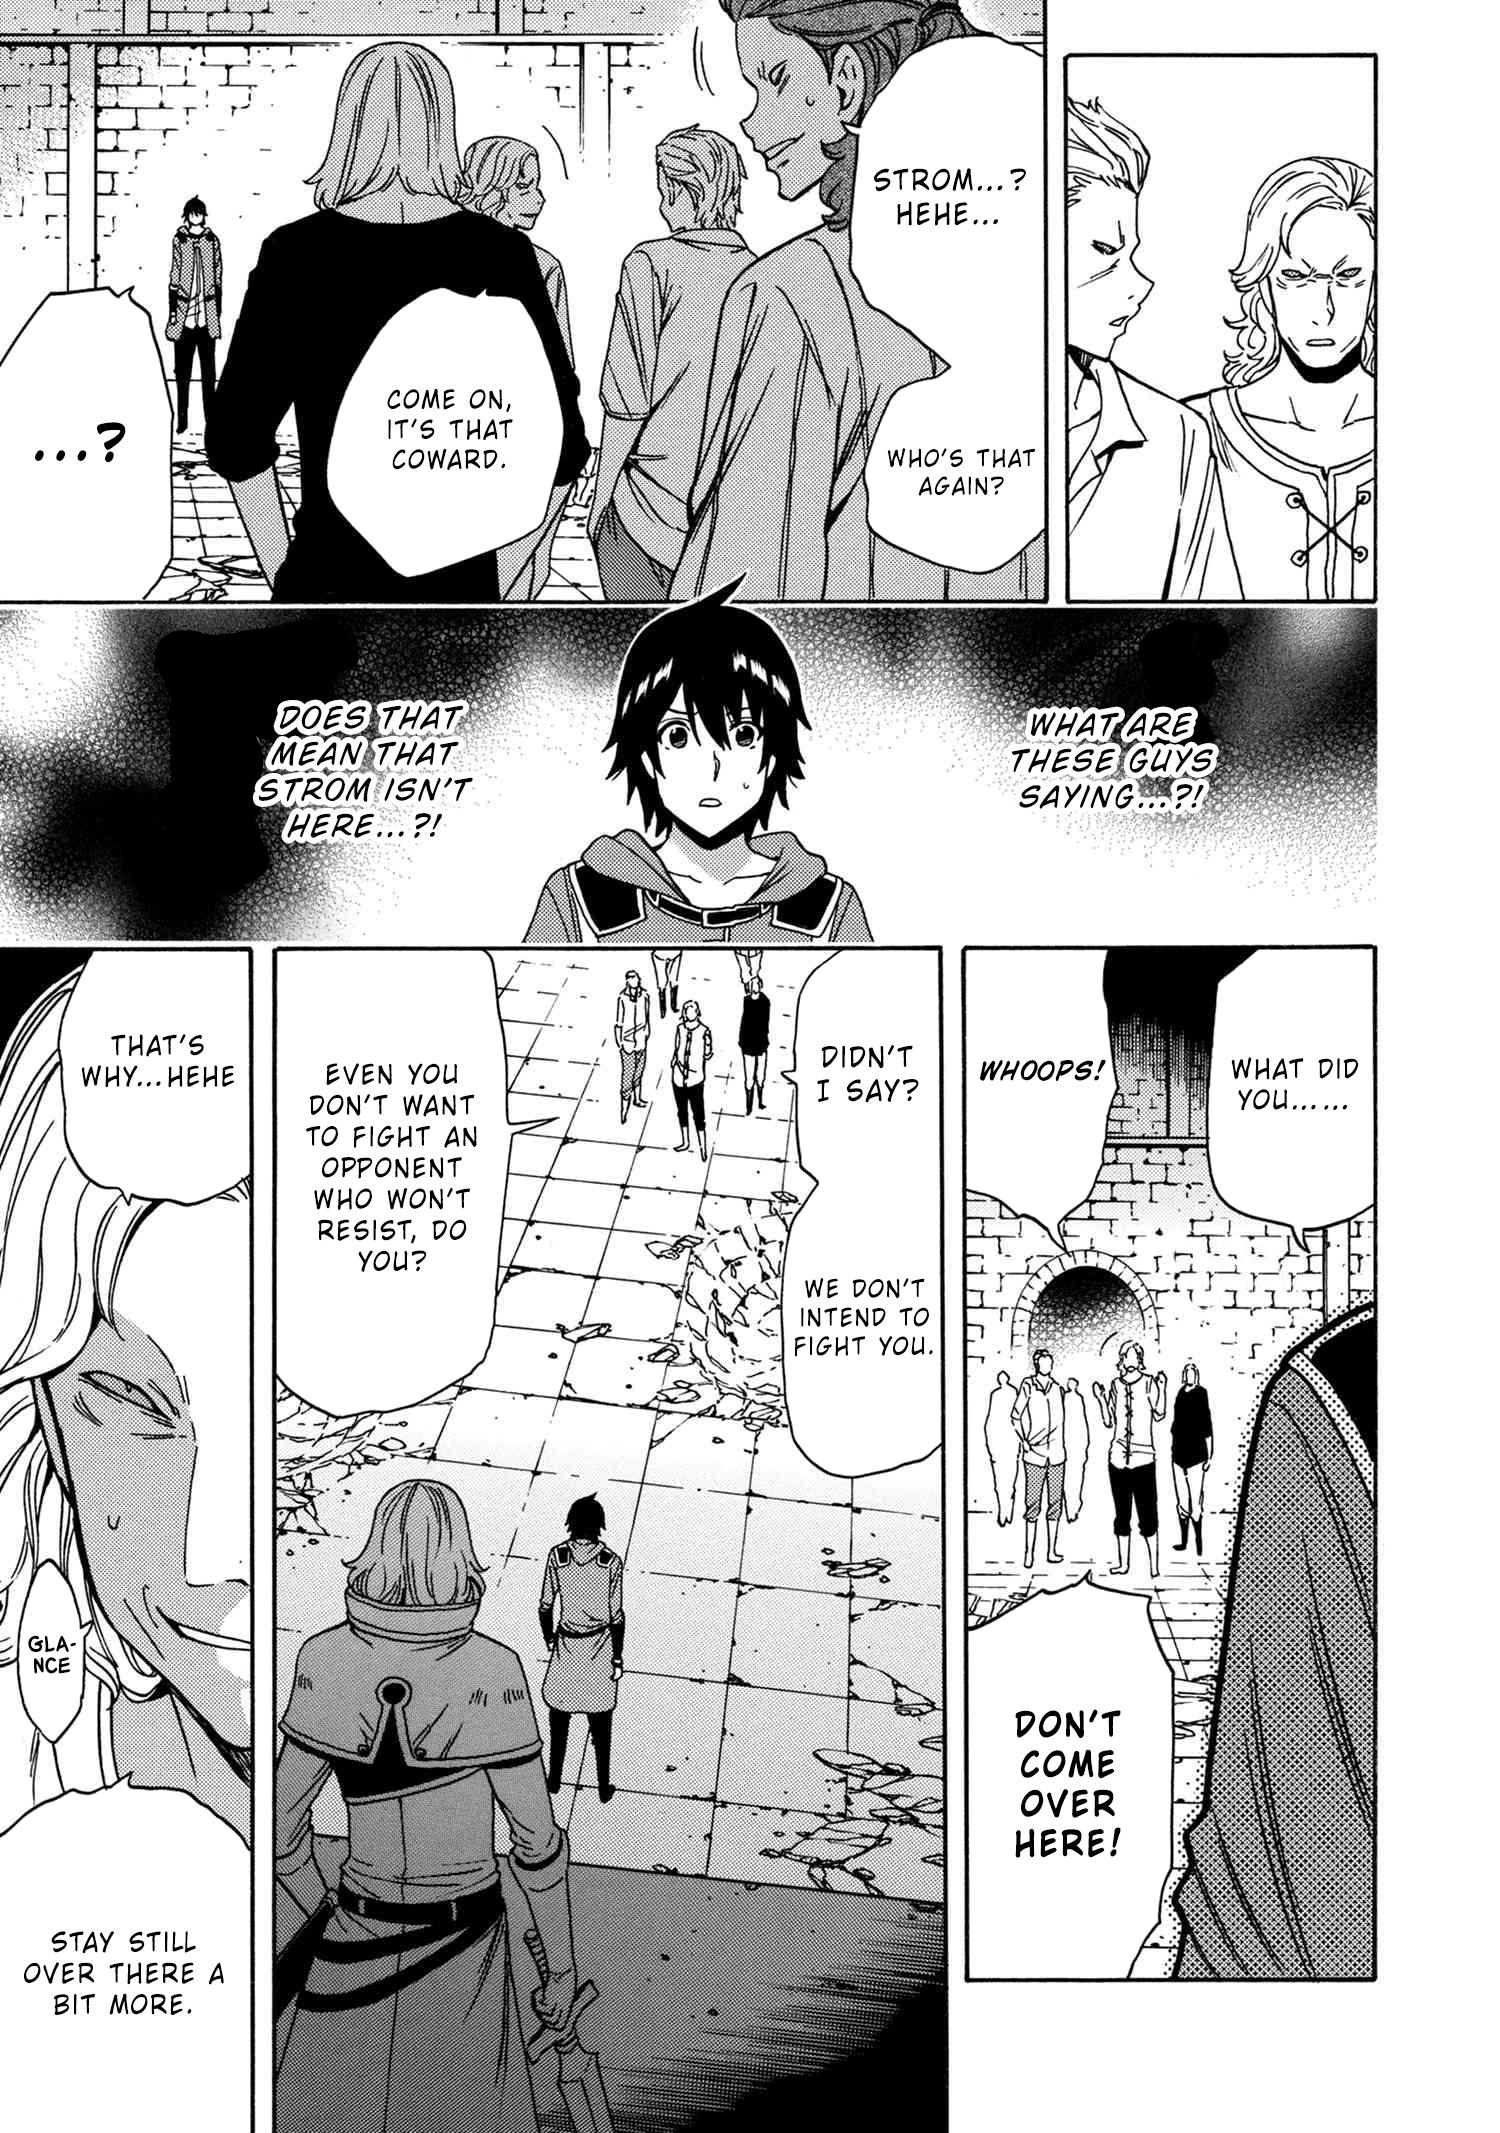 STROM...?
HEHE...
WHO'S THAT
AGAIN?
COME ON,
IT'S THAT
COWARD.
...?
WHAT ARE
THESE GUYS
SAYING...?!
DOES THAT
MEAN THAT
STROM ISN'T
HERE...?!
WHAT DID
YOU......
WHOOPS!
DON'T
COME
OVER
HERE!
DIDN'T
I SAY?
WE DON'T
INTEND TO
FIGHT YOU.
EVEN YOU
DON'T WANT
TO FIGHT AN
OPPONENT
WHO WON'T
RESIST, DO
YOU?
THAT'S
WHY...HEHE
GLA-
NCE
STAY STILL
OVER THERE A
BIT MORE.